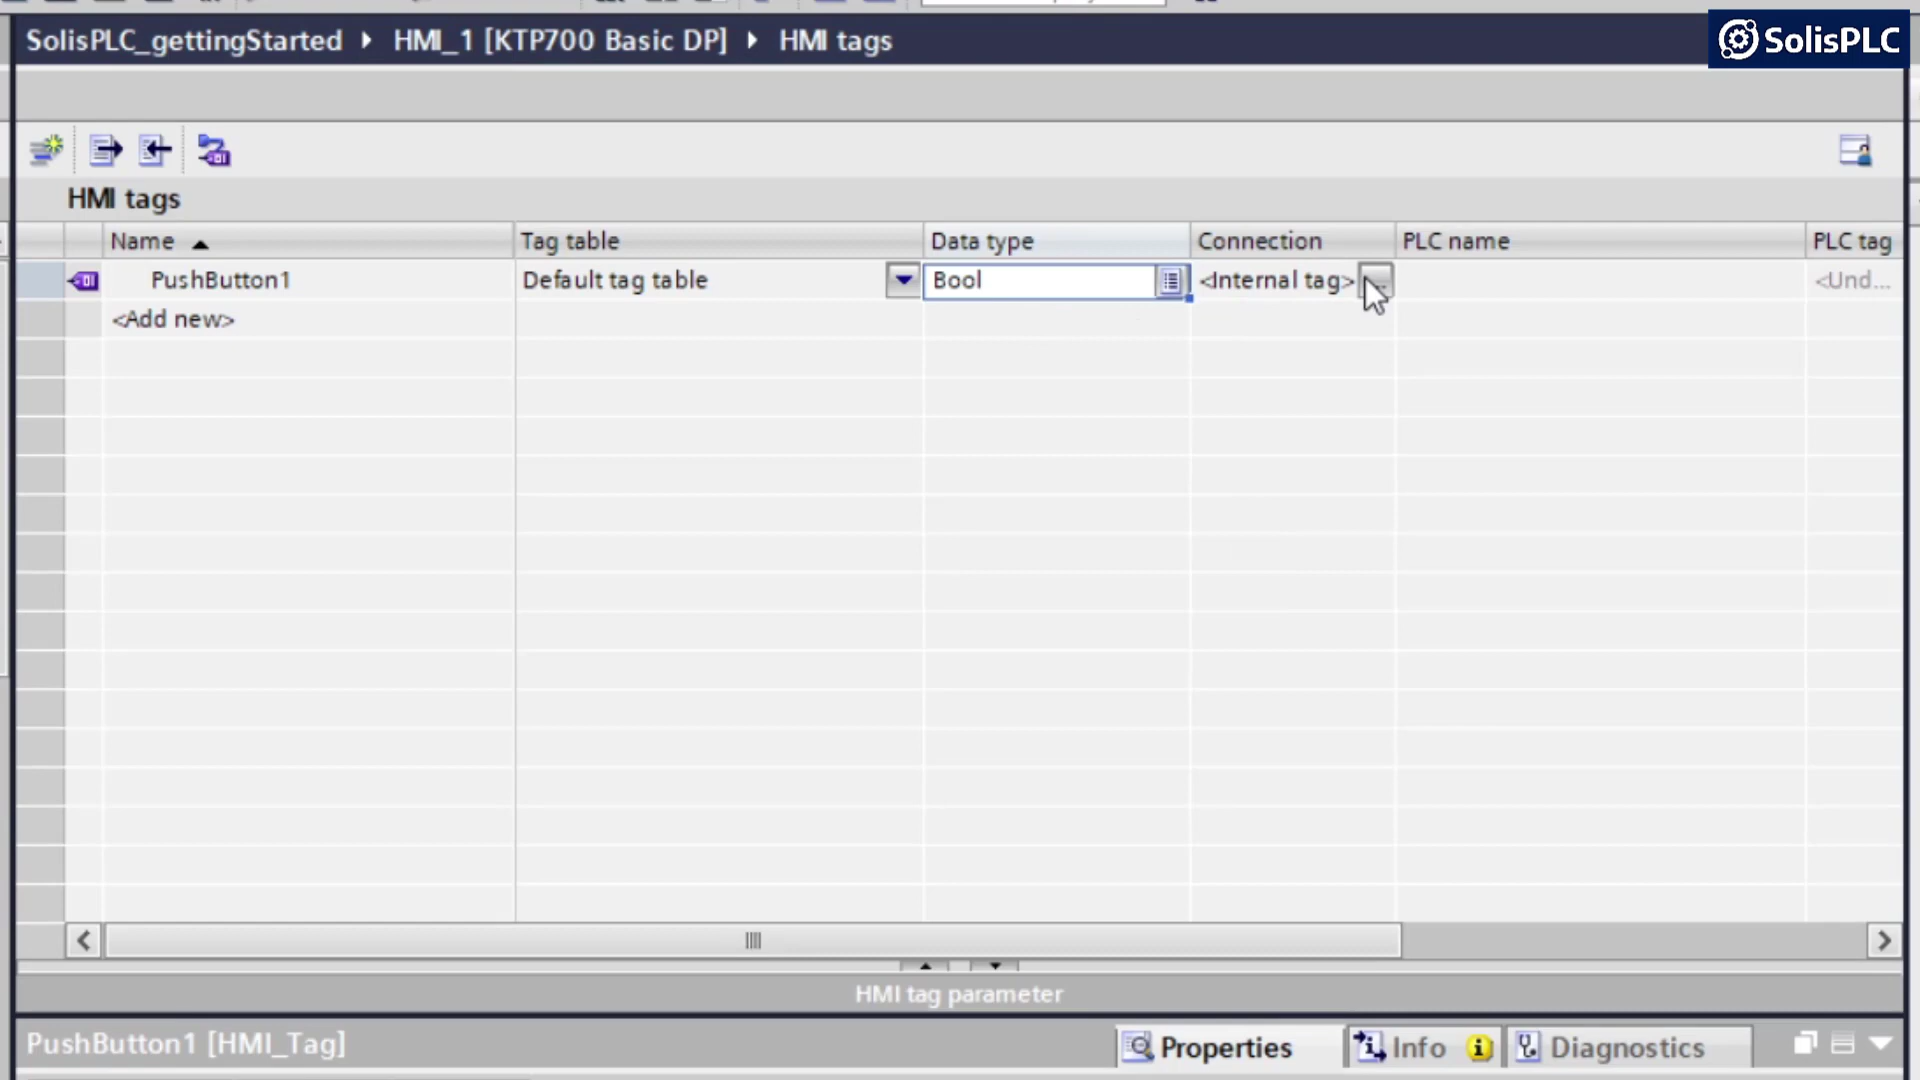 SolisPLC_gettingStarted ▸ HMI_1 [KTP700 Basic DP] ▸ HMI tags
SolisPLC
HMI tags
Name Tag table Data type Connection PLC name PLC tag
PushButton1 Default tag table Bool <Internal tag> ... <Und...
<Add new>
HMI tag parameter
PushButton1 [HMI_Tag]
Properties Info Diagnostics